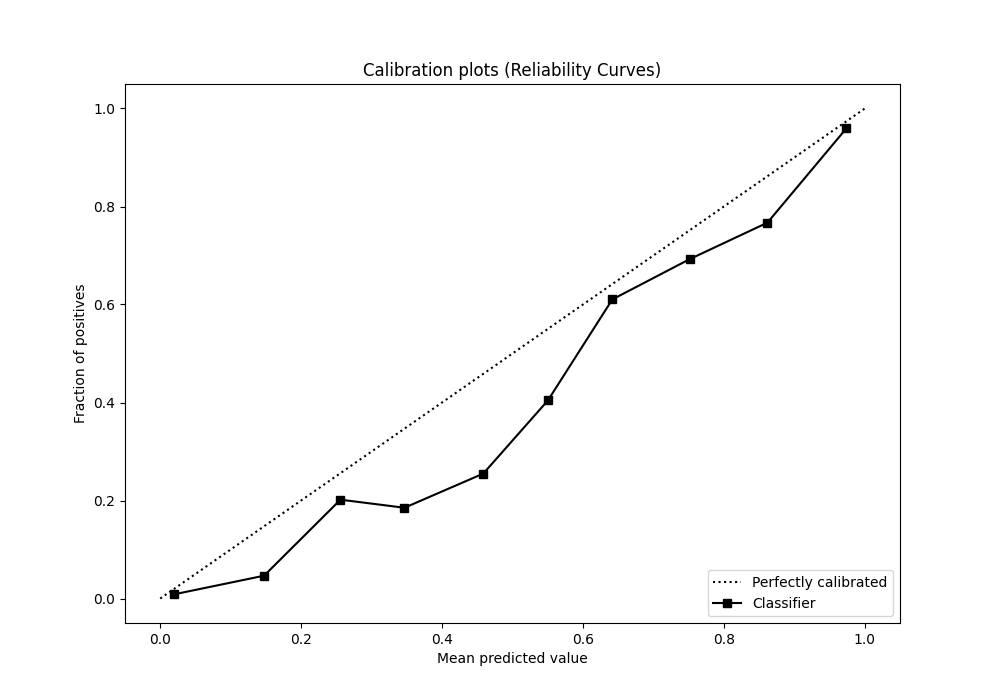 Calibration plots (Reliability Curves)
Fraction of positives
1.0
0.8
0.6
0.4
0.2
0.0
0.0 0.2 0.4 0.6 0.8 1.0
Mean predicted value
Perfectly calibrated
Classifier